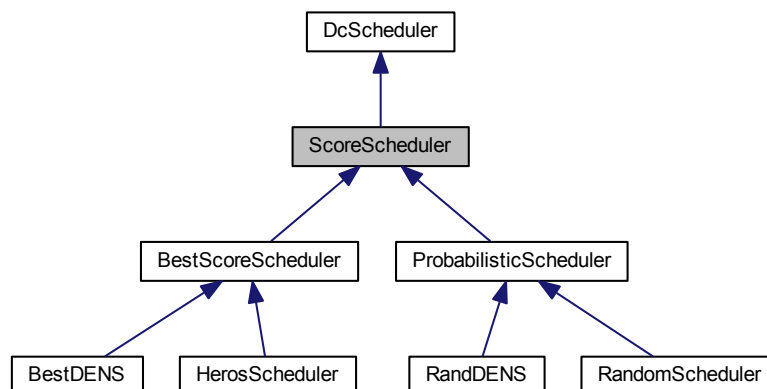 DcScheduler
ScoreScheduler
BestScoreScheduler
ProbabilisticScheduler
BestDENS
HerosScheduler
RandDENS
RandomScheduler